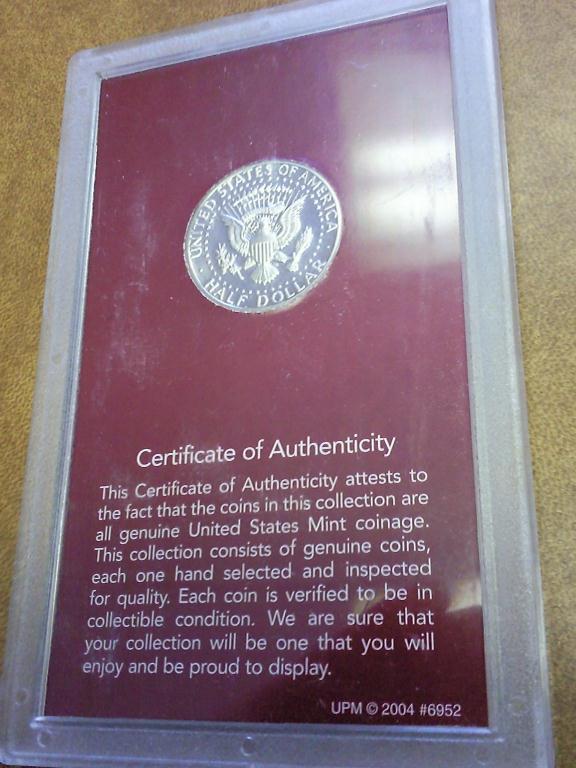 UNITED STATES OF AMERICA
HALF DOLLAR
Certificate of Authenticity
This Certificate of Authenticity attests to
the fact that the coins in this collection are
all genuine United States Mint coinage.
This collection consists of genuine coins,
each one hand selected and inspected
for quality. Each coin is verified to be in
collectible condition. We are sure that
your collection will be one that you will
enjoy and be proud to display.
UPM © 2004 #6952